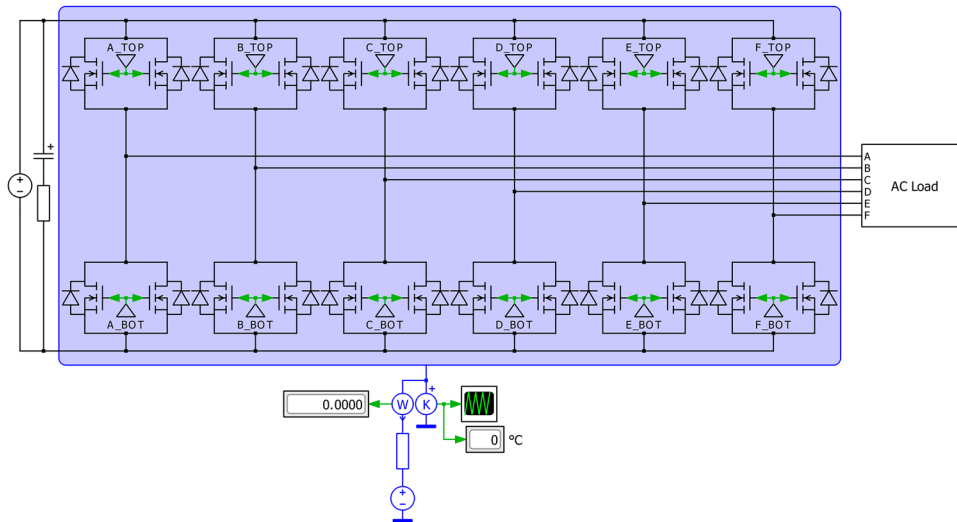 A_TOP B_TOP C_TOP D_TOP E_TOP F_TOP
+
+
−
A
B
C
D
E
F
AC Load
A_BOT B_BOT C_BOT D_BOT E_BOT F_BOT
+
0.0000 W K
0 °C
+
−